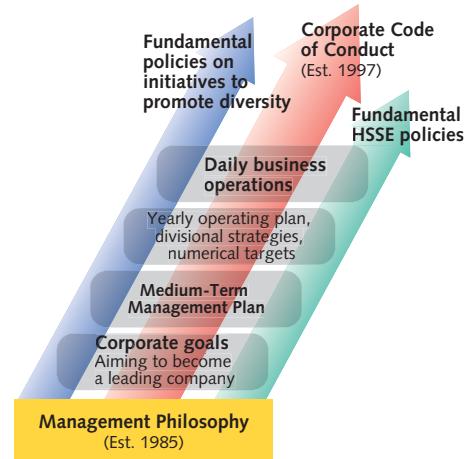 Fundamental
policies on
initiatives to
promote diversity
Corporate Code
of Conduct
(Est. 1997)
Fundamental
HSSE policies
Daily business
operations
Yearly operating plan,
divisional strategies,
numerical targets
Medium-Term
Management Plan
Corporate goals
Aiming to become
a leading company
Management Philosophy
(Est. 1985)